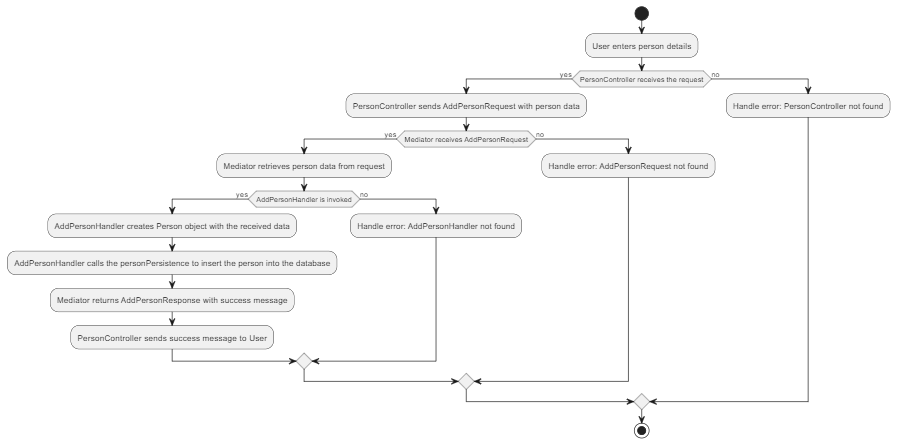 User enters person details
yes
PersonController receives the request
no
PersonController sends AddPersonRequest with person data
Handle error: PersonController not found
yes
Mediator receives AddPersonRequest
no
Mediator retrieves person data from request
Handle error: AddPersonRequest not found
yes
AddPersonHandler is invoked
no
AddPersonHandler creates Person object with the received data
Handle error: AddPersonHandler not found
AddPersonHandler calls the personPersistence to insert the person into the database
Mediator returns AddPersonResponse with success message
PersonController sends success message to User